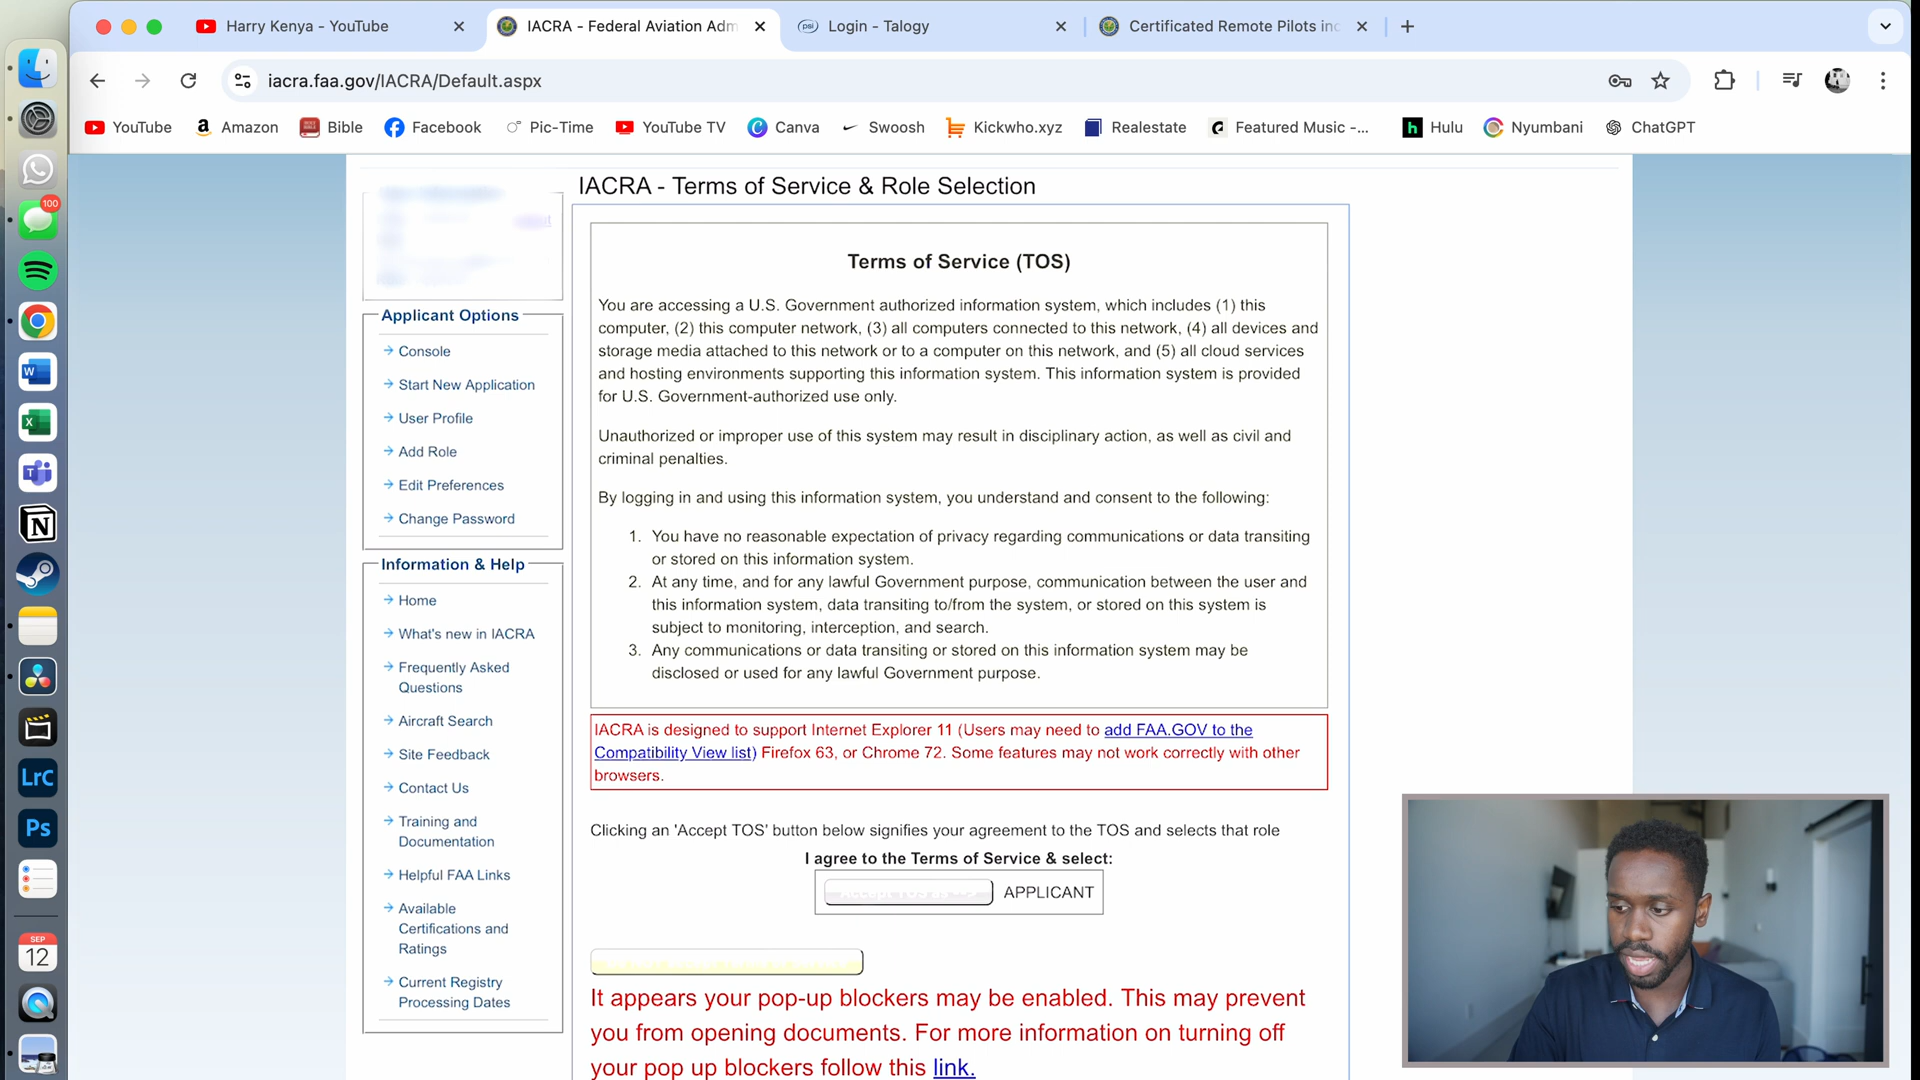 Harry Kenya - YouTube
IACRA - Federal Aviation Adm
psi Login - Talogy
Certificated Remote Pilots inc
iacra.faa.gov/IACRA/Default.aspx
YouTube
Amazon
Bible
Facebook
Pic-Time
YouTube TV
Canva
Swoosh
Kickwho.xyz
Realestate
Featured Music -...
Hulu
Nyumbani
ChatGPT
100
IACRA - Terms of Service & Role Selection
Applicant Options
Console
Start New Application
User Profile
Add Role
Edit Preferences
Change Password
Information & Help
Home
What's new in IACRA
Frequently Asked
Questions
Aircraft Search
Site Feedback
Contact Us
Training and
Documentation
Helpful FAA Links
Available
Certifications and
Ratings
Current Registry
Processing Dates
Terms of Service (TOS)
You are accessing a U.S. Government authorized information system, which includes (1) this
computer, (2) this computer network, (3) all computers connected to this network, (4) all devices and
storage media attached to this network or to a computer on this network, and (5) all cloud services
and hosting environments supporting this information system. This information system is provided
for U.S. Government-authorized use only.
Unauthorized or improper use of this system may result in disciplinary action, as well as civil and
criminal penalties.
By logging in and using this information system, you understand and consent to the following:
1. You have no reasonable expectation of privacy regarding communications or data transiting
or stored on this information system.
2. At any time, and for any lawful Government purpose, communication between the user and
this information system, data transiting to/from the system, or stored on this system is
subject to monitoring, interception, and search.
3. Any communications or data transiting or stored on this information system may be
disclosed or used for any lawful Government purpose.
IACRA is designed to support Internet Explorer 11 (Users may need to add FAA.GOV to the
Compatibility View list) Firefox 63, or Chrome 72. Some features may not work correctly with other
browsers.
Clicking an 'Accept TOS' button below signifies your agreement to the TOS and selects that role
I agree to the Terms of Service & select:
APPLICANT
It appears your pop-up blockers may be enabled. This may prevent
you from opening documents. For more information on turning off
your pop up blockers follow this link.
LrC
Ps
SEP
12